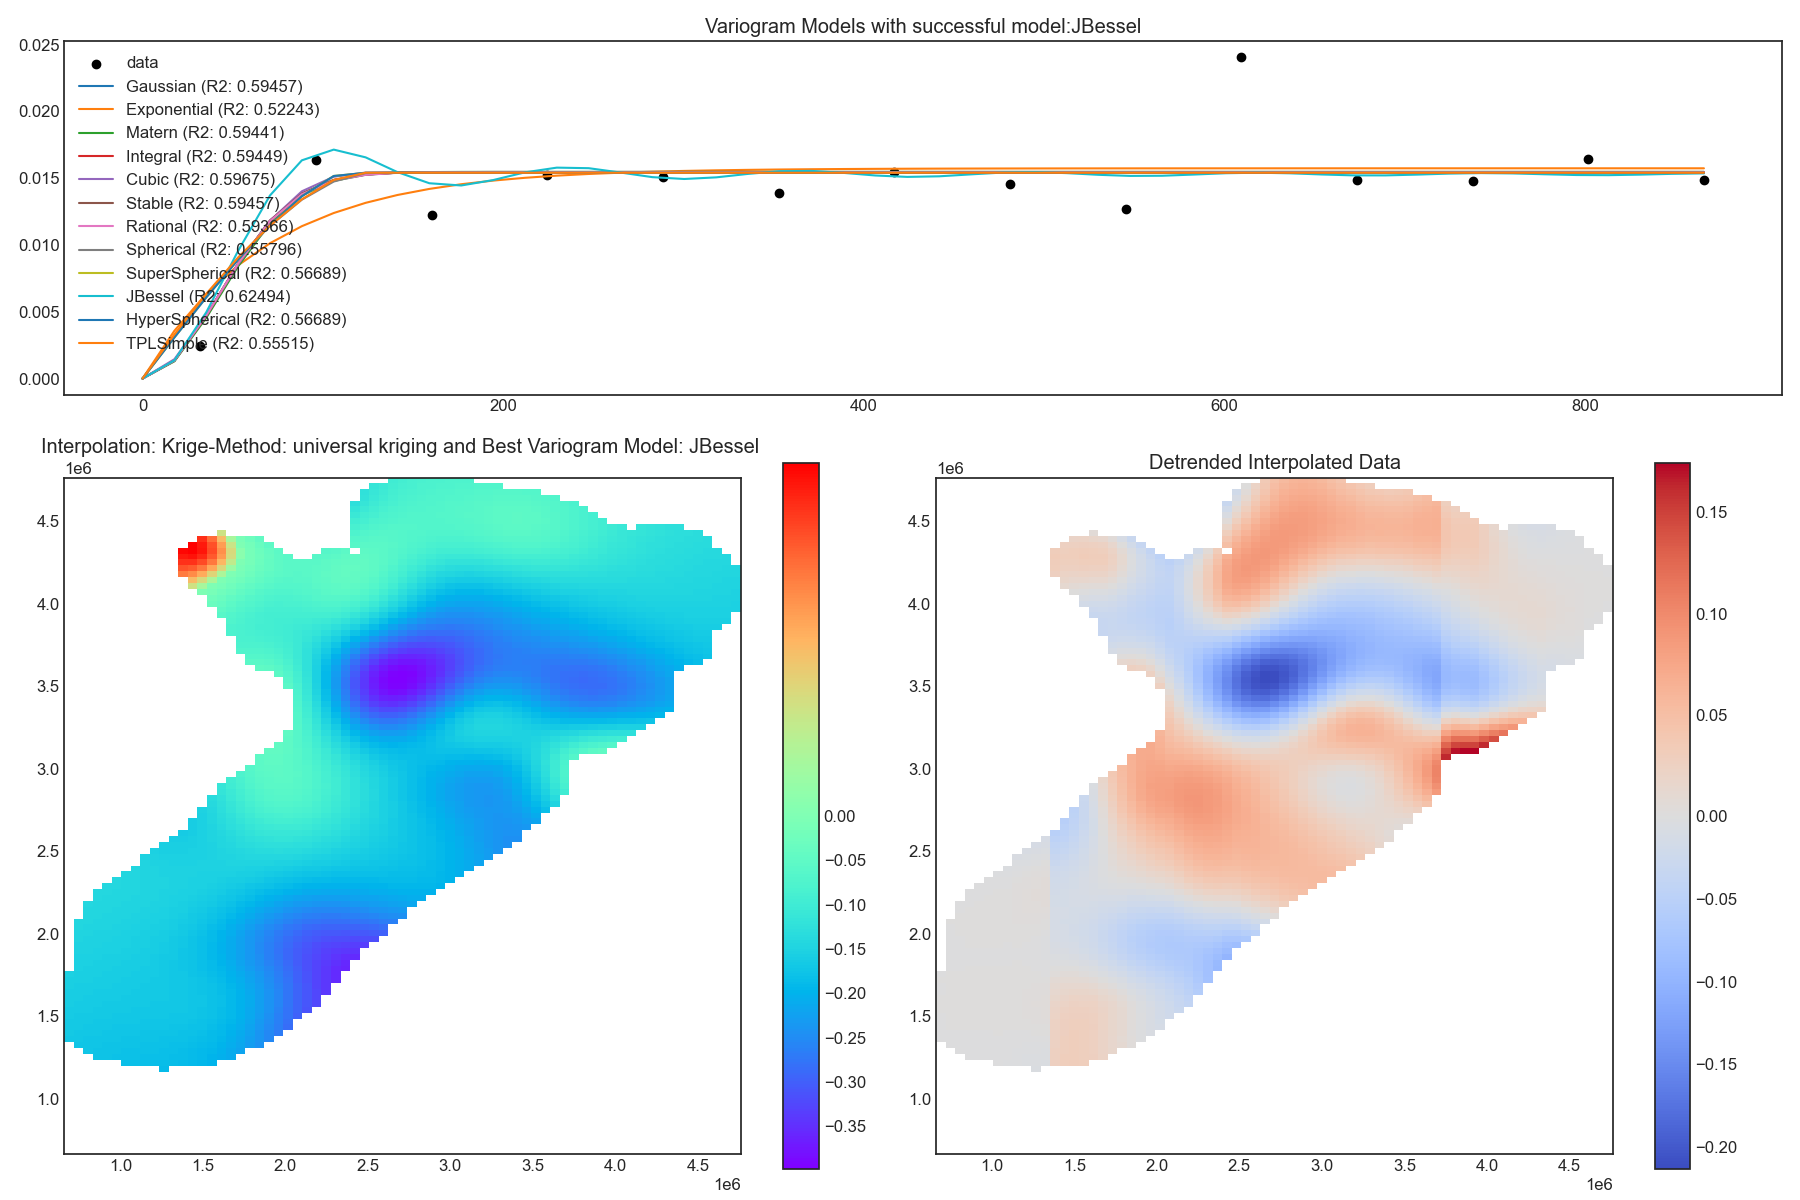 Variogram Models with successful model:JBessel
0.025
0.020
0.015
0.010
0.005
0.000
data
Gaussian (R2: 0.59457)
Exponential (R2: 0.52243)
Matern (R2: 0.59441)
Integral (R2: 0.59449)
Cubic (R2: 0.59675)
Stable (R2: 0.59457)
Rational (R2: 0.59366)
Spherical (R2: 0.55796)
SuperSpherical (R2: 0.56689)
JBessel (R2: 0.62494)
HyperSpherical (R2: 0.56689)
TPLSimple (R2: 0.55515)
0 200 400 600 800
Interpolation: Krige-Method: universal kriging and Best Variogram Model: JBessel
1e6
4.5
4.0
3.5
3.0
2.5
2.0
1.5
1.0
1.0 1.5 2.0 2.5 3.0 3.5 4.0 4.5
1e6
0.00
−0.05
−0.10
−0.15
−0.20
−0.25
−0.30
−0.35
Detrended Interpolated Data
1e6
4.5
4.0
3.5
3.0
2.5
2.0
1.5
1.0
1.0 1.5 2.0 2.5 3.0 3.5 4.0 4.5
1e6
0.15
0.10
0.05
0.00
−0.05
−0.10
−0.15
−0.20